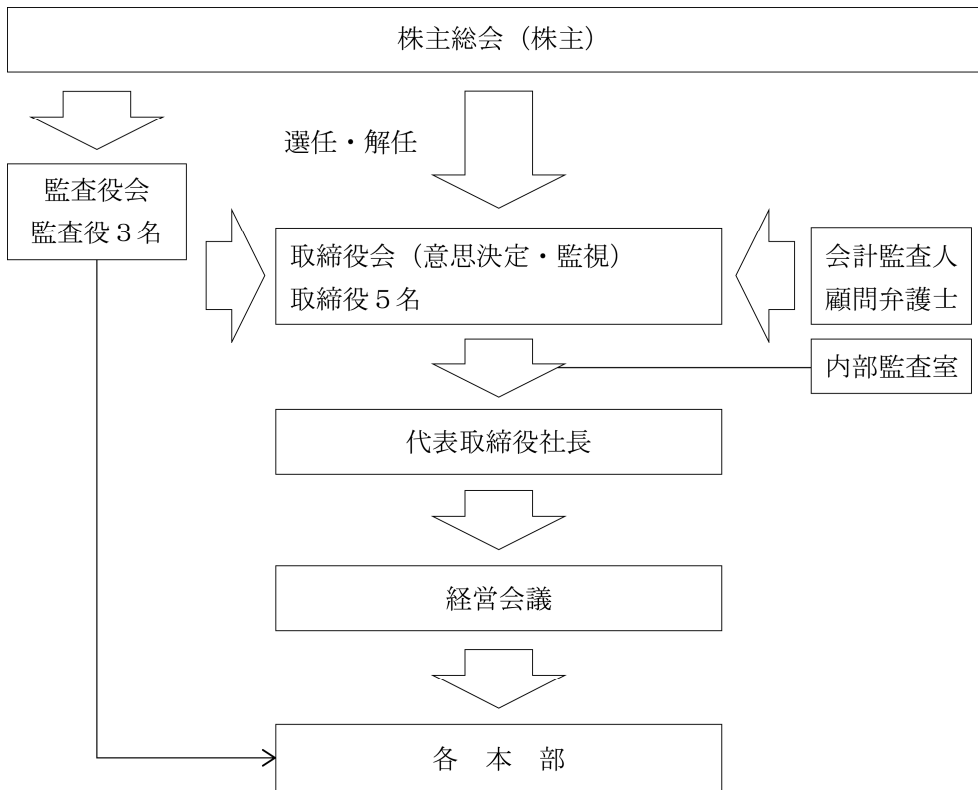 株主総会（株主）
選任・解任
監査役会
監査役３名
取締役会（意思決定・監視）
取締役５名
会計監査人
顧問弁護士
内部監査室
代表取締役社長
経営会議
各　本　部